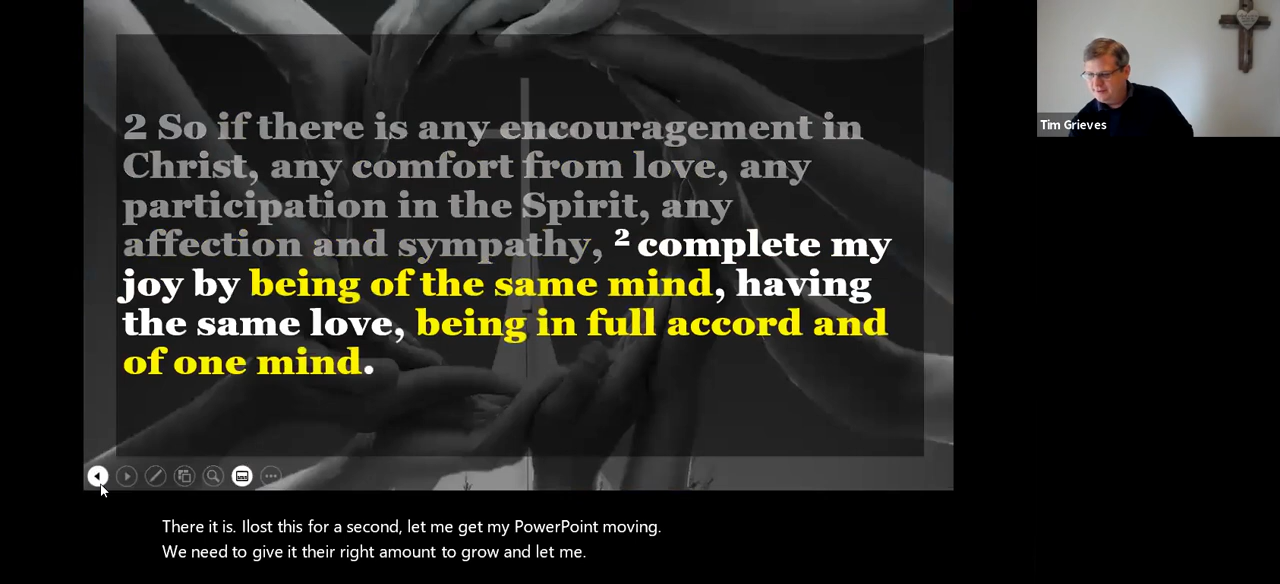 2 So if there is any encouragement in
Christ, any comfort from love, any
participation in the Spirit, any
affection and sympathy, ² complete my
joy by being of the same mind, having
the same love, being in full accord and
of one mind.
Tim Grieves
There it is. Ilost this for a second, let me get my PowerPoint moving.
We need to give it their right amount to grow and let me.